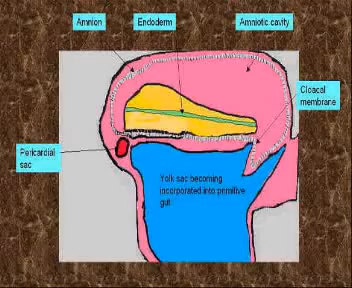 Amnion
Endoderm
Amniotic cavity
Cloacal
membrane
Pericardial
sac
Yolk sac becoming
incorporated into primitive
gut